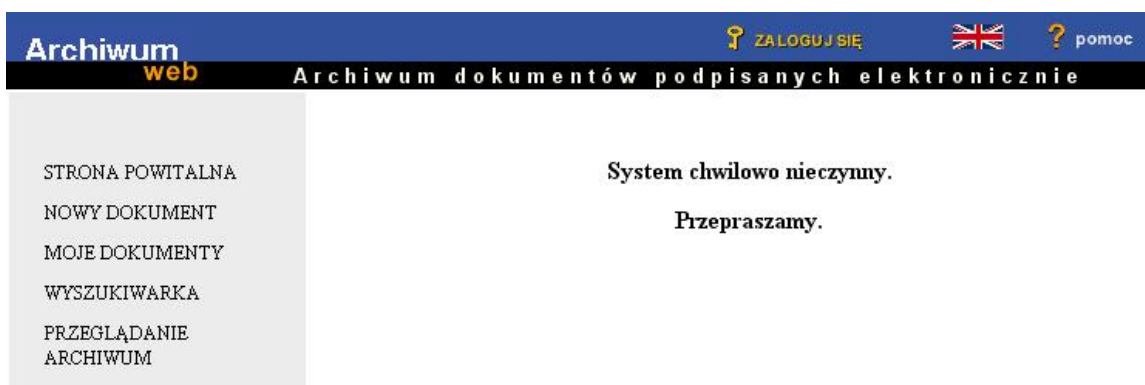 Archiwum
web
ZALOGUJ SIĘ
pomoc
Archiwum dokumentów podpisanych elektronicznie
STRONA POWITALNA
NOWY DOKUMENT
MOJE DOKUMENTY
WYSZUKIWARKA
PRZEGLĄDANIE
ARCHIWUM
System chwilowo nieczynny.
Przepraszamy.